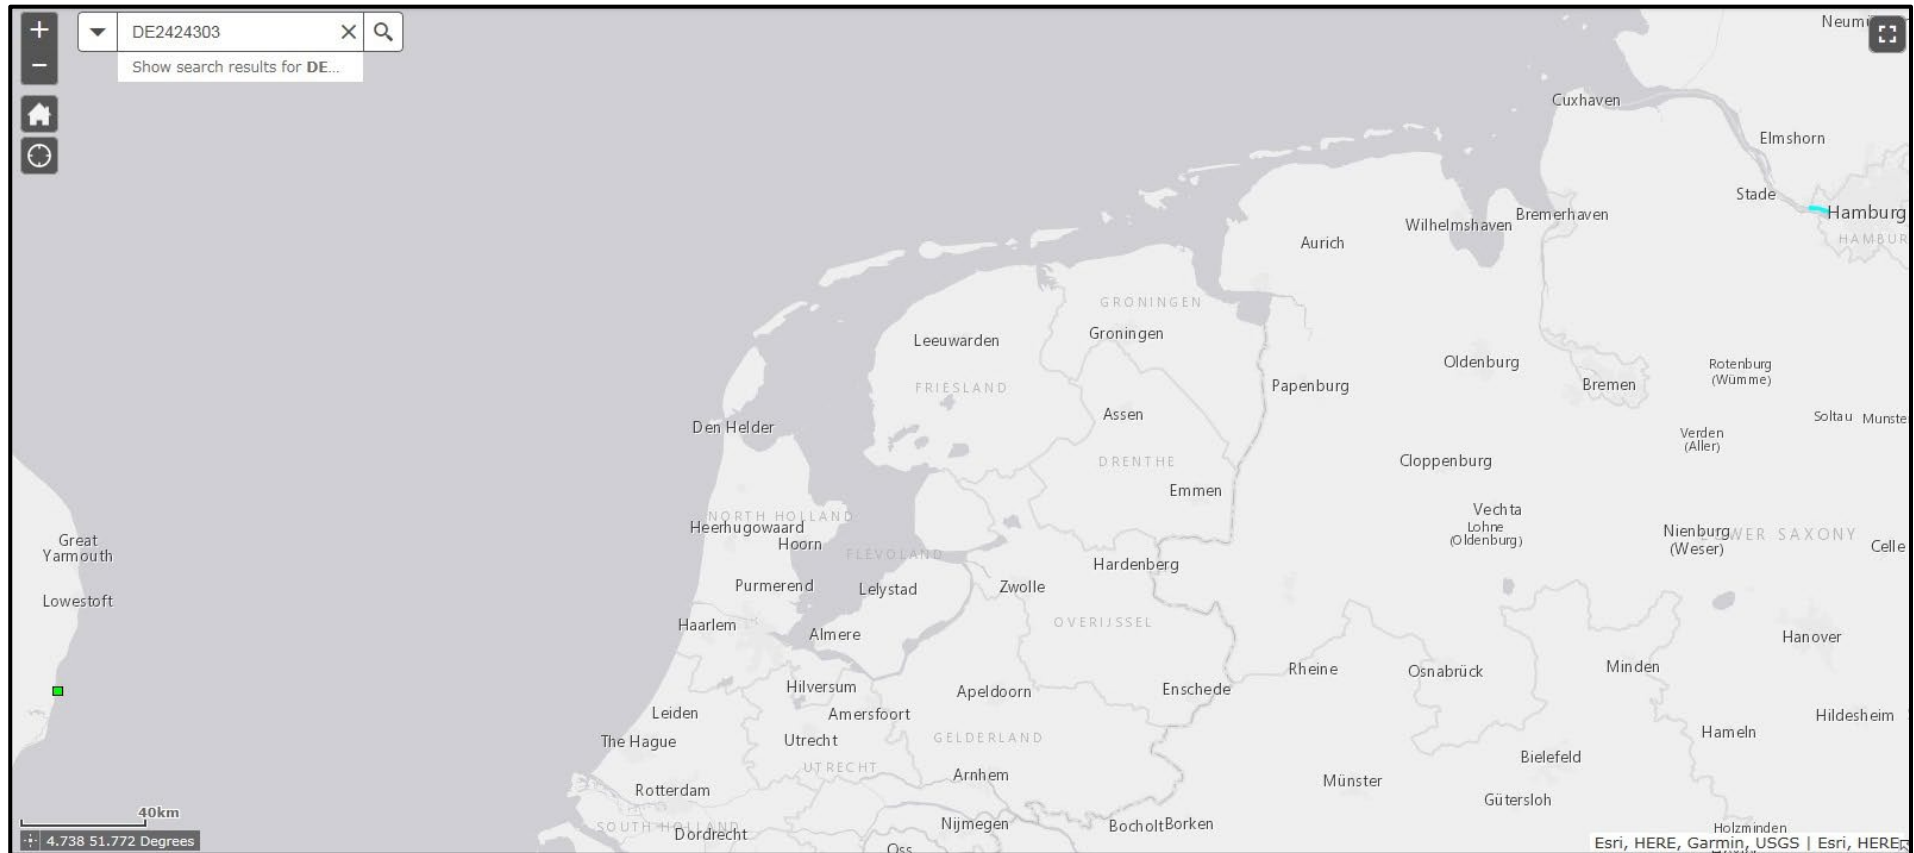 +
DE2424303
Show search results for DE...
−
Cuxhaven
Elmshorn
Stade
Hamburg
Bremerhaven
Wilhelmshaven
Aurich
GRONINGEN
Groningen
Leeuwarden
Oldenburg
Rotenburg
(Wümme)
Bremen
Papenburg
FRIESLAND
Assen
Soltau
Den Helder
Verden
(Aller)
DRENTHE
Cloppenburg
Emmen
Vechta
NORTH HOLLAND
Heerhugowaard
Lohne
(Oldenburg)
Nienburg
(Weser)
LOWER SAXONY
Great
Yarmouth
Hoorn
FLEVOLAND
Celle
Hardenberg
Purmerend
Lelystad
Zwolle
Lowestoft
Haarlem
Almere
OVERIJSSEL
Hanover
Rheine
Osnabrück
Minden
Hilversum
Apeldoorn
Enschede
Leiden
Amersfoort
Hildesheim
The Hague
Utrecht
GELDERLAND
Hameln
UTRECHT
Bielefeld
Arnhem
Münster
Rotterdam
Gütersloh
40km
SOUTH HOLLAND
Dordrecht
Nijmegen
Bocholt
Borken
Holzminden
4.738 51.772 Degrees
Oss
Esri, HERE, Garmin, USGS | Esri, HERE